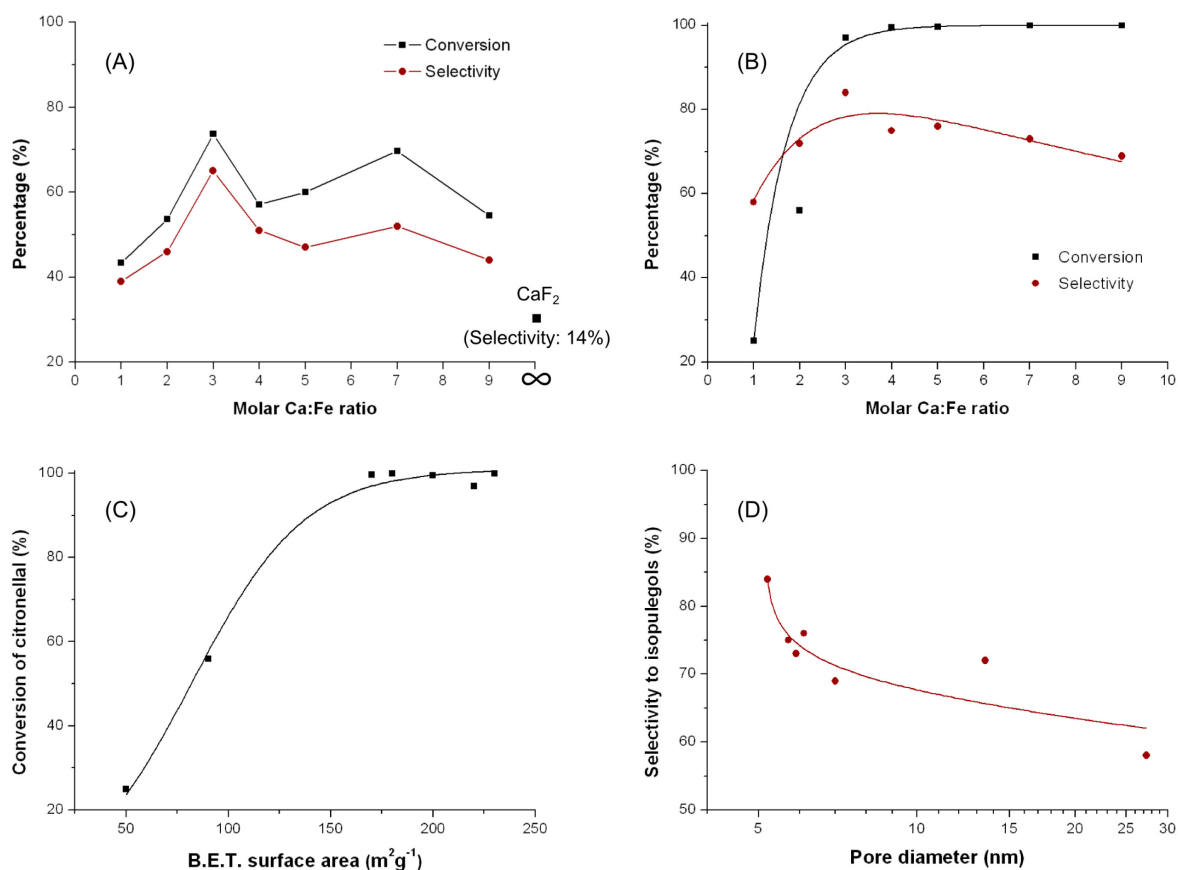 (A)
Conversion
Selectivity
Percentage (%)
100
80
60
40
20
0 1 2 3 4 5 6 7 8 9 ∞
CaF₂
(Selectivity: 14%)
Molar Ca:Fe ratio
(B)
Percentage (%)
100
80
60
40
20
Conversion
Selectivity
0 1 2 3 4 5 6 7 8 9 10
Molar Ca:Fe ratio
(C)
Conversion of citronellal (%)
100
80
60
40
20
50 100 150 200 250
B.E.T. surface area (m²g⁻¹)
(D)
Selectivity to isopulegols (%)
100
90
80
70
60
50
5 10 15 20 25 30
Pore diameter (nm)